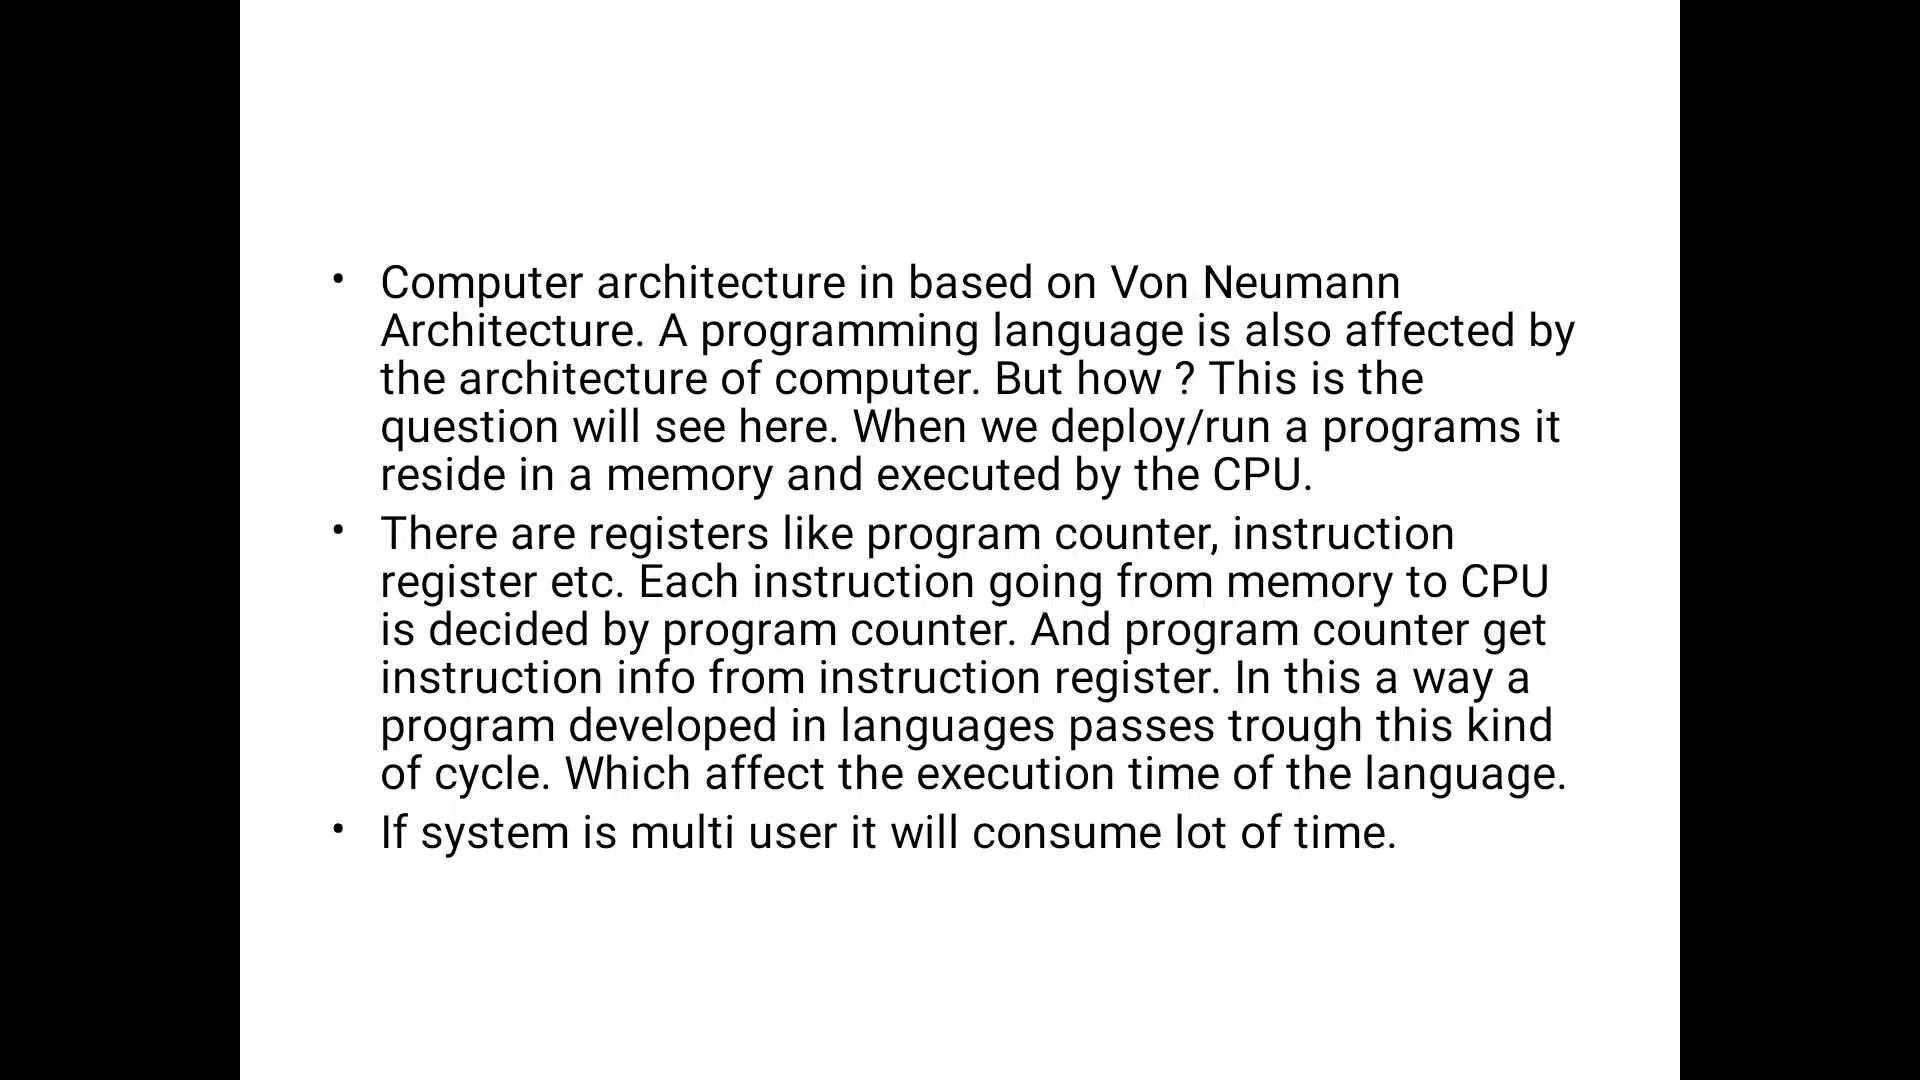 • Computer architecture in based on Von Neumann
Architecture. A programming language is also affected by
the architecture of computer. But how ? This is the
question will see here. When we deploy/run a programs it
reside in a memory and executed by the CPU.
• There are registers like program counter, instruction
register etc. Each instruction going from memory to CPU
is decided by program counter. And program counter get
instruction info from instruction register. In this a way a
program developed in languages passes trough this kind
of cycle. Which affect the execution time of the language.
• If system is multi user it will consume lot of time.